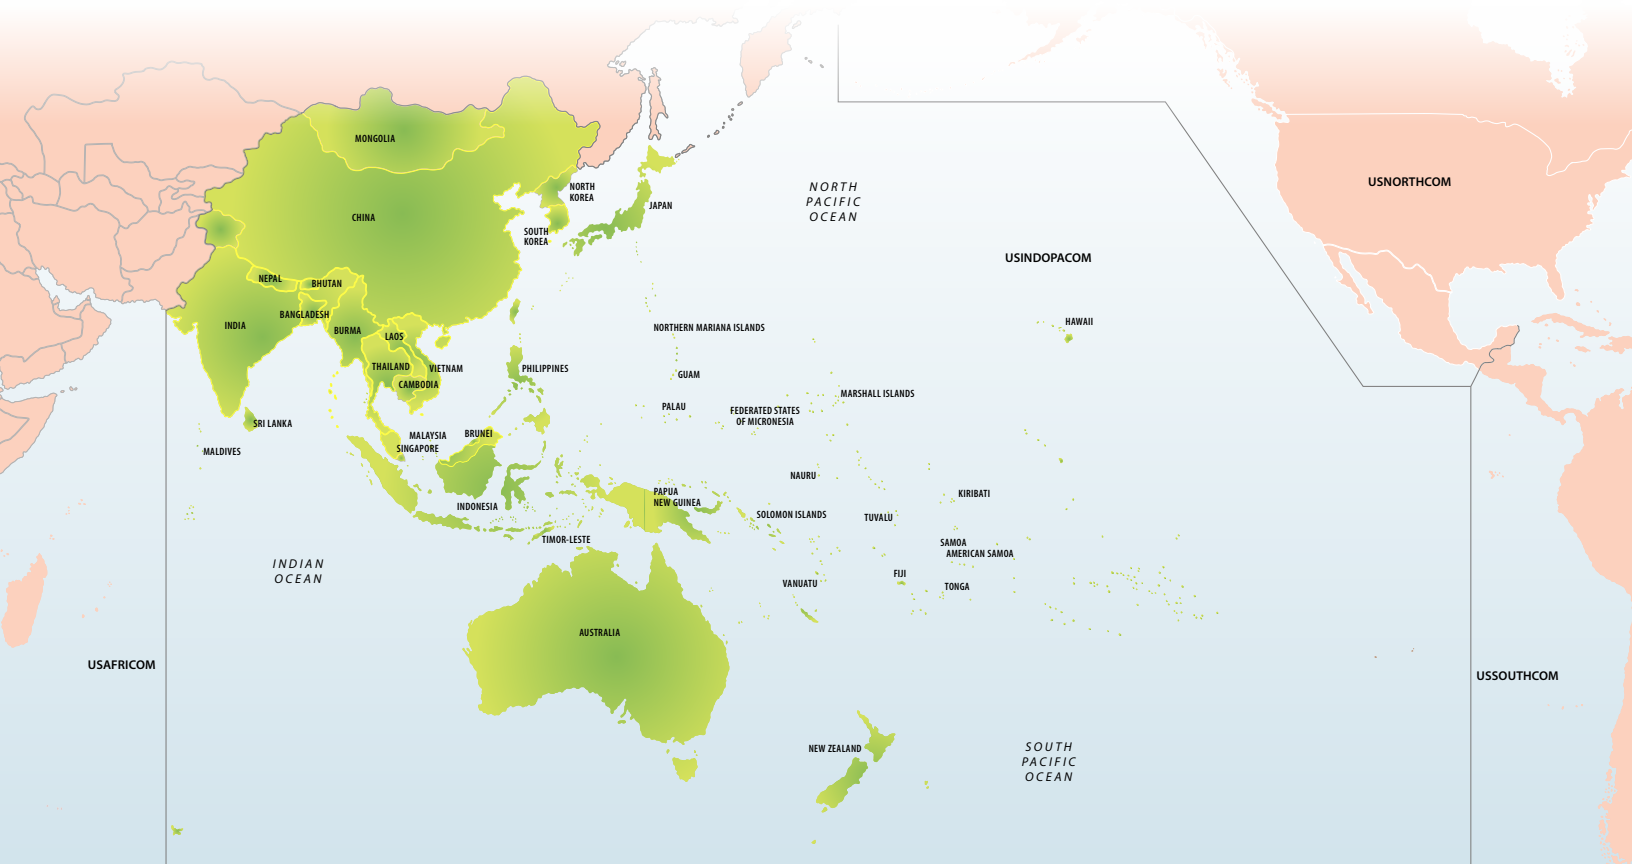 MONGOLIA
USNORTHCOM
NORTH
PACIFIC
OCEAN
NORTH
KOREA
JAPAN
CHINA
SOUTH
KOREA
USINDOPACOM
NEPAL
BHUTAN
BANGLADESH
INDIA
BURMA
LAOS
HAWAII
NORTHERN MARIANA ISLANDS
THAILAND
VIETNAM
PHILIPPINES
GUAM
CAMBODIA
MARSHALL ISLANDS
PALAU
FEDERATED STATES
OF MICRONESIA
SRI LANKA
MALAYSIA
BRUNEI
SINGAPORE
MALDIVES
NAURU
PAPUA
NEW GUINEA
KIRIBATI
INDONESIA
SOLOMON ISLANDS
TUVALU
TIMOR-LESTE
SAMOA
AMERICAN SAMOA
INDIAN
OCEAN
FIJI
VANUATU
TONGA
AUSTRALIA
USAFRICOM
USSOUTHCOM
NEW ZEALAND
SOUTH
PACIFIC
OCEAN